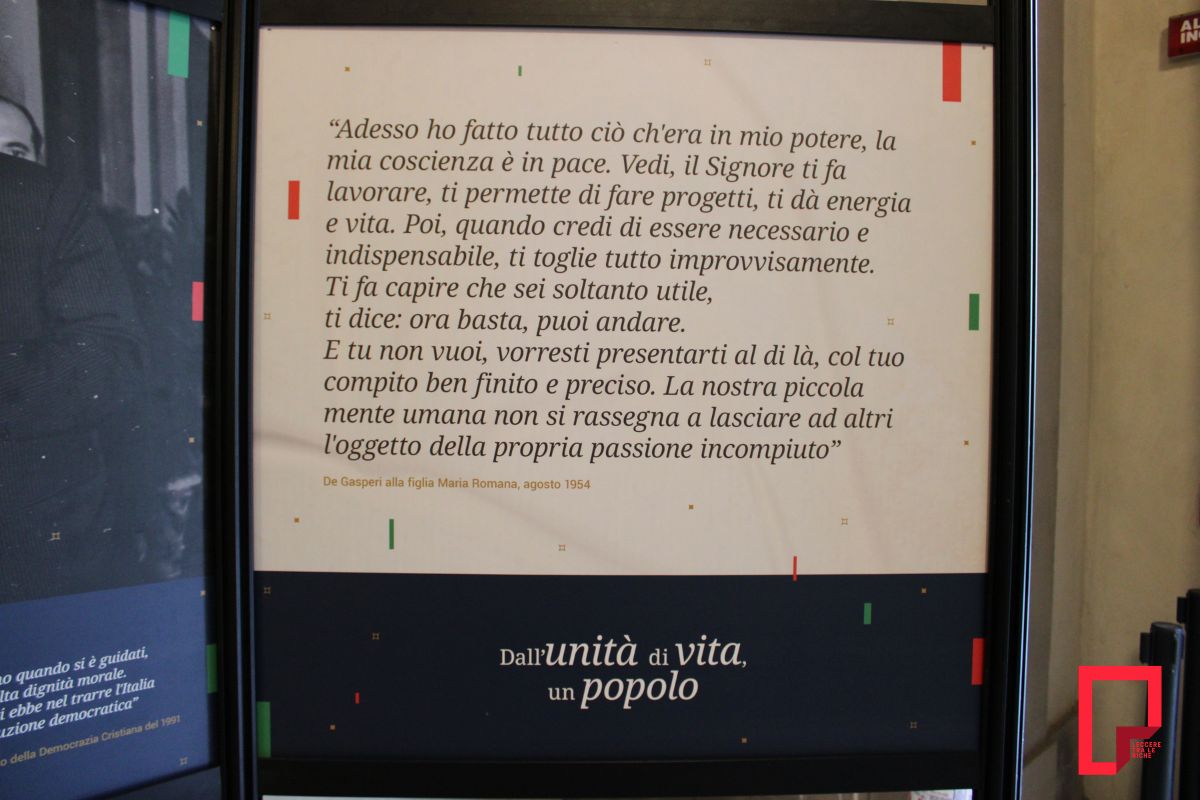 “Adesso ho fatto tutto ciò ch'era in mio potere, la
mia coscienza è in pace. Vedi, il Signore ti fa
lavorare, ti permette di fare progetti, ti dà energia
e vita. Poi, quando credi di essere necessario e
indispensabile, ti toglie tutto improvvisamente.
Ti fa capire che sei soltanto utile,
ti dice: ora basta, puoi andare.
E tu non vuoi, vorresti presentarti al di là, col tuo
compito ben finito e preciso. La nostra piccola
mente umana non si rassegna a lasciare ad altri
l'oggetto della propria passione incompiuto”
De Gasperi alla figlia Maria Romana, agosto 1954
Dall'unità di vita,
un popolo
quando si è guidati,
dignità morale.
ebbe nel trarre l'Italia
democratica”
della Democrazia Cristiana del 1991
AL
LEGGERE
TRA LE
RIGHE